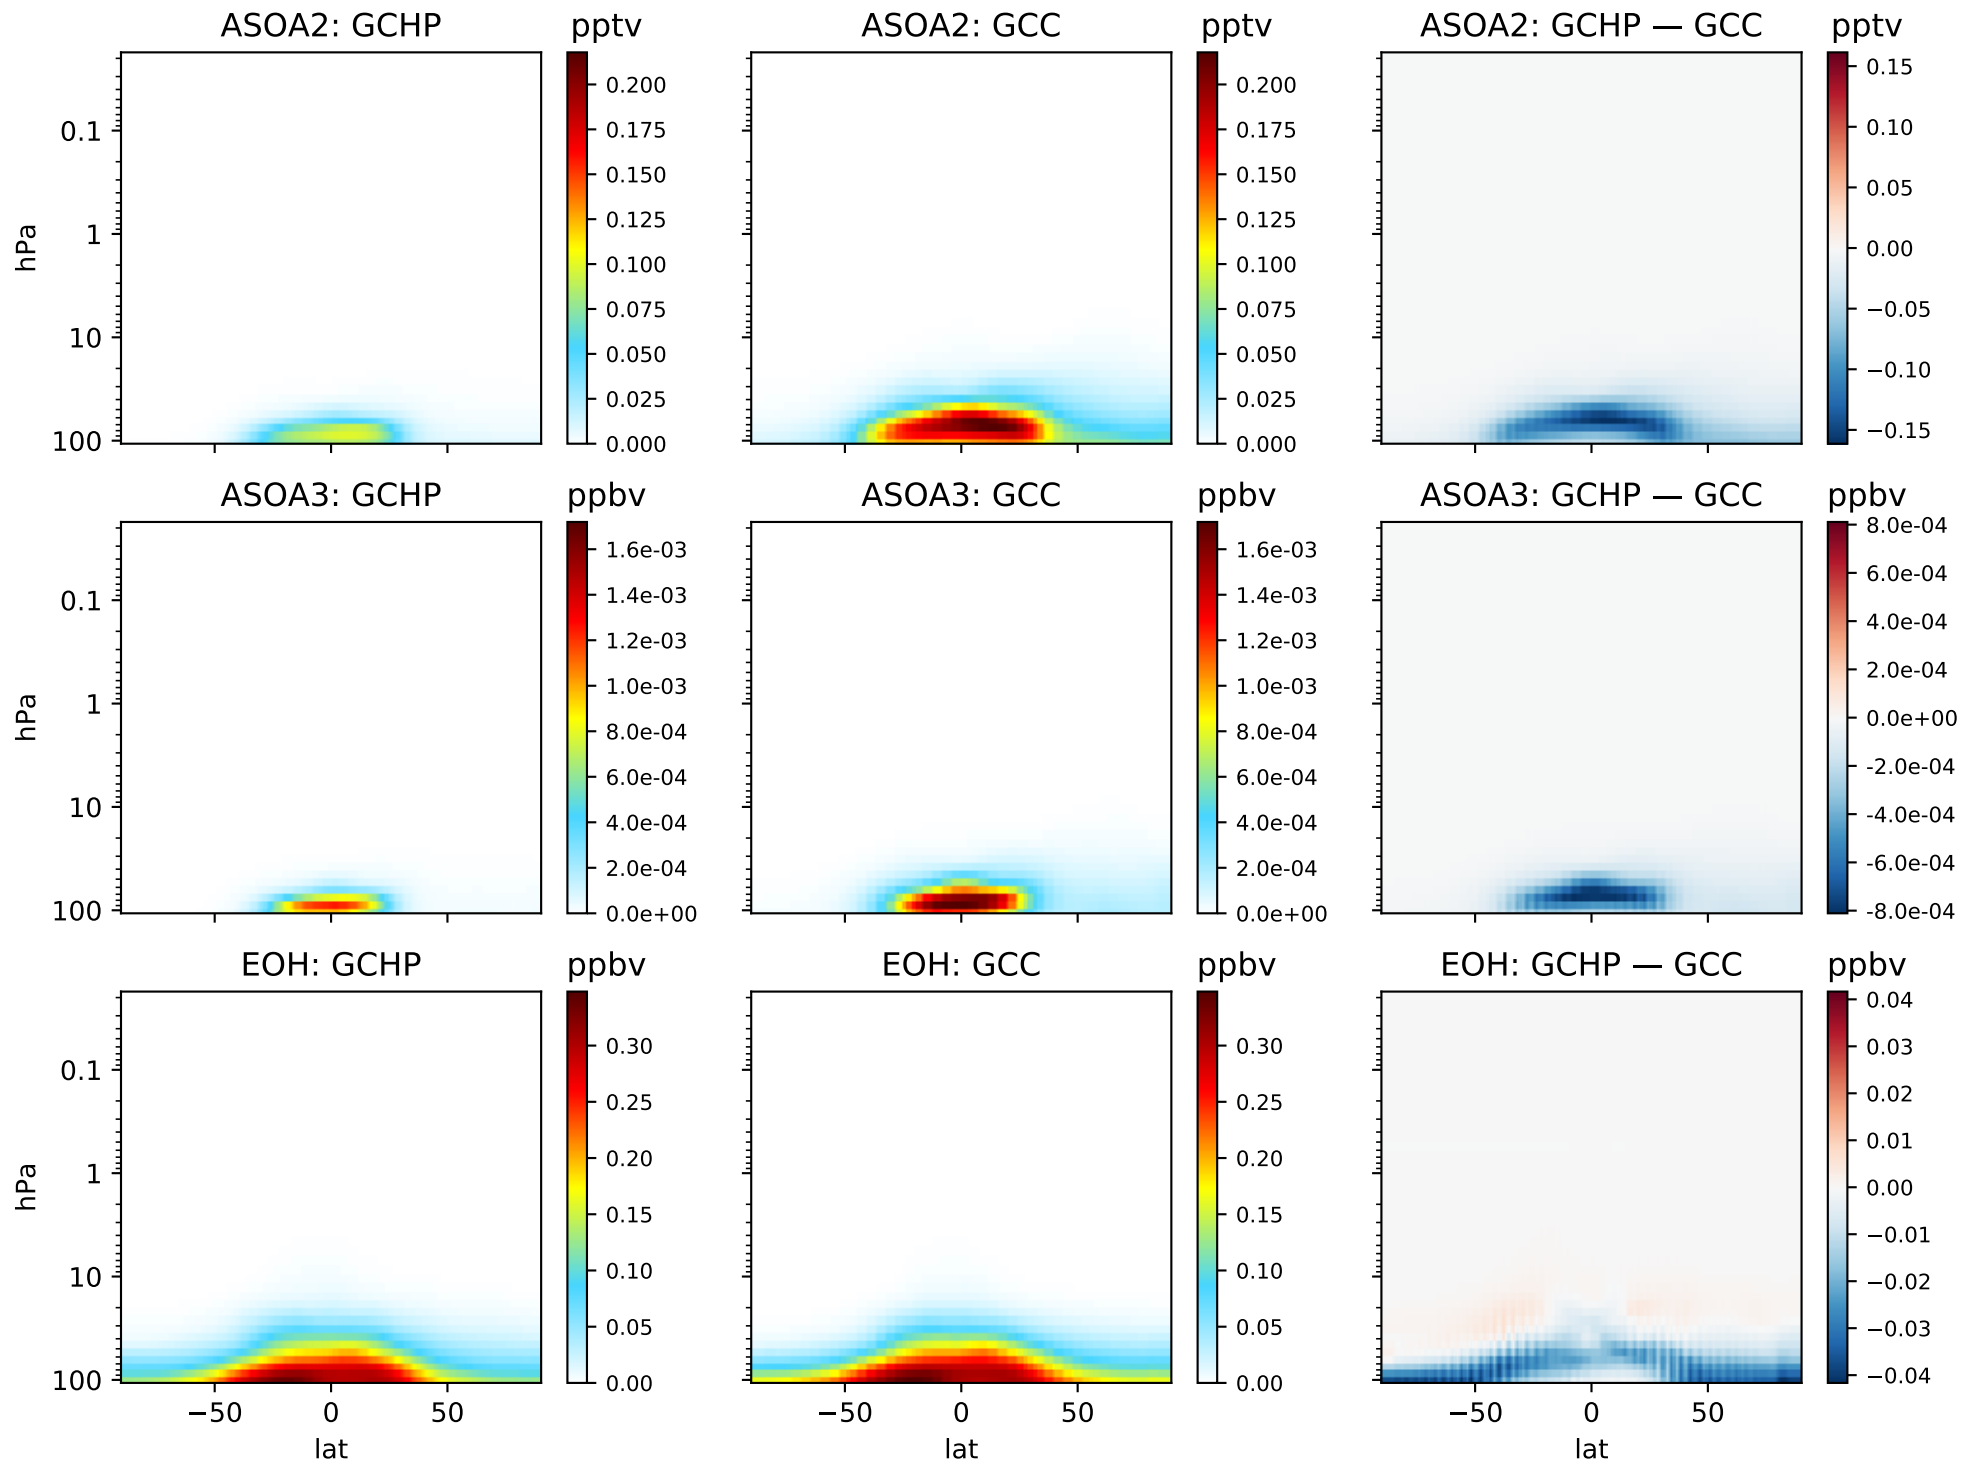 ASOA2: GCHP
pptv
ASOA2: GCC
pptv
ASOA2: GCHP — GCC
pptv
hPa
0.1
1
10
100
0.200
0.175
0.150
0.125
0.100
0.075
0.050
0.025
0.000
0.200
0.175
0.150
0.125
0.100
0.075
0.050
0.025
0.000
0.15
0.10
0.05
0.00
−0.05
−0.10
−0.15
ASOA3: GCHP
ppbv
ASOA3: GCC
ppbv
ASOA3: GCHP — GCC
ppbv
hPa
0.1
1
10
100
1.6e-03
1.4e-03
1.2e-03
1.0e-03
8.0e-04
6.0e-04
4.0e-04
2.0e-04
0.0e+00
1.6e-03
1.4e-03
1.2e-03
1.0e-03
8.0e-04
6.0e-04
4.0e-04
2.0e-04
0.0e+00
8.0e-04
6.0e-04
4.0e-04
2.0e-04
0.0e+00
-2.0e-04
-4.0e-04
-6.0e-04
-8.0e-04
EOH: GCHP
ppbv
EOH: GCC
ppbv
EOH: GCHP — GCC
ppbv
hPa
0.1
1
10
100
0.30
0.25
0.20
0.15
0.10
0.05
0.00
0.30
0.25
0.20
0.15
0.10
0.05
0.00
0.04
0.03
0.02
0.01
0.00
−0.01
−0.02
−0.03
−0.04
−50 0 50
−50 0 50
−50 0 50
lat
lat
lat